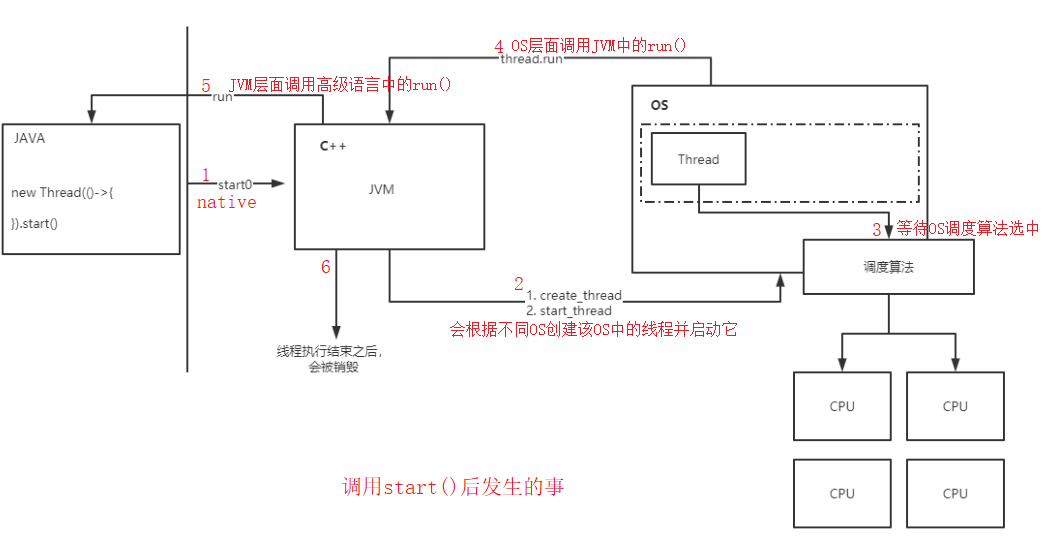 4 OS层面调用JVM中的run()
thread.run
5 JVM层面调用高级语言中的run()
run
OS
JAVA
C++
Thread
new Thread(()->{
JVM
1
start0
native
}).start()
3 等待OS调度算法选中
6
调度算法
2
1. create_thread
2. start_thread
会根据不同OS创建该OS中的线程并启动它
线程执行结束之后,
会被销毁
CPU
CPU
调用start()后发生的事
CPU
CPU